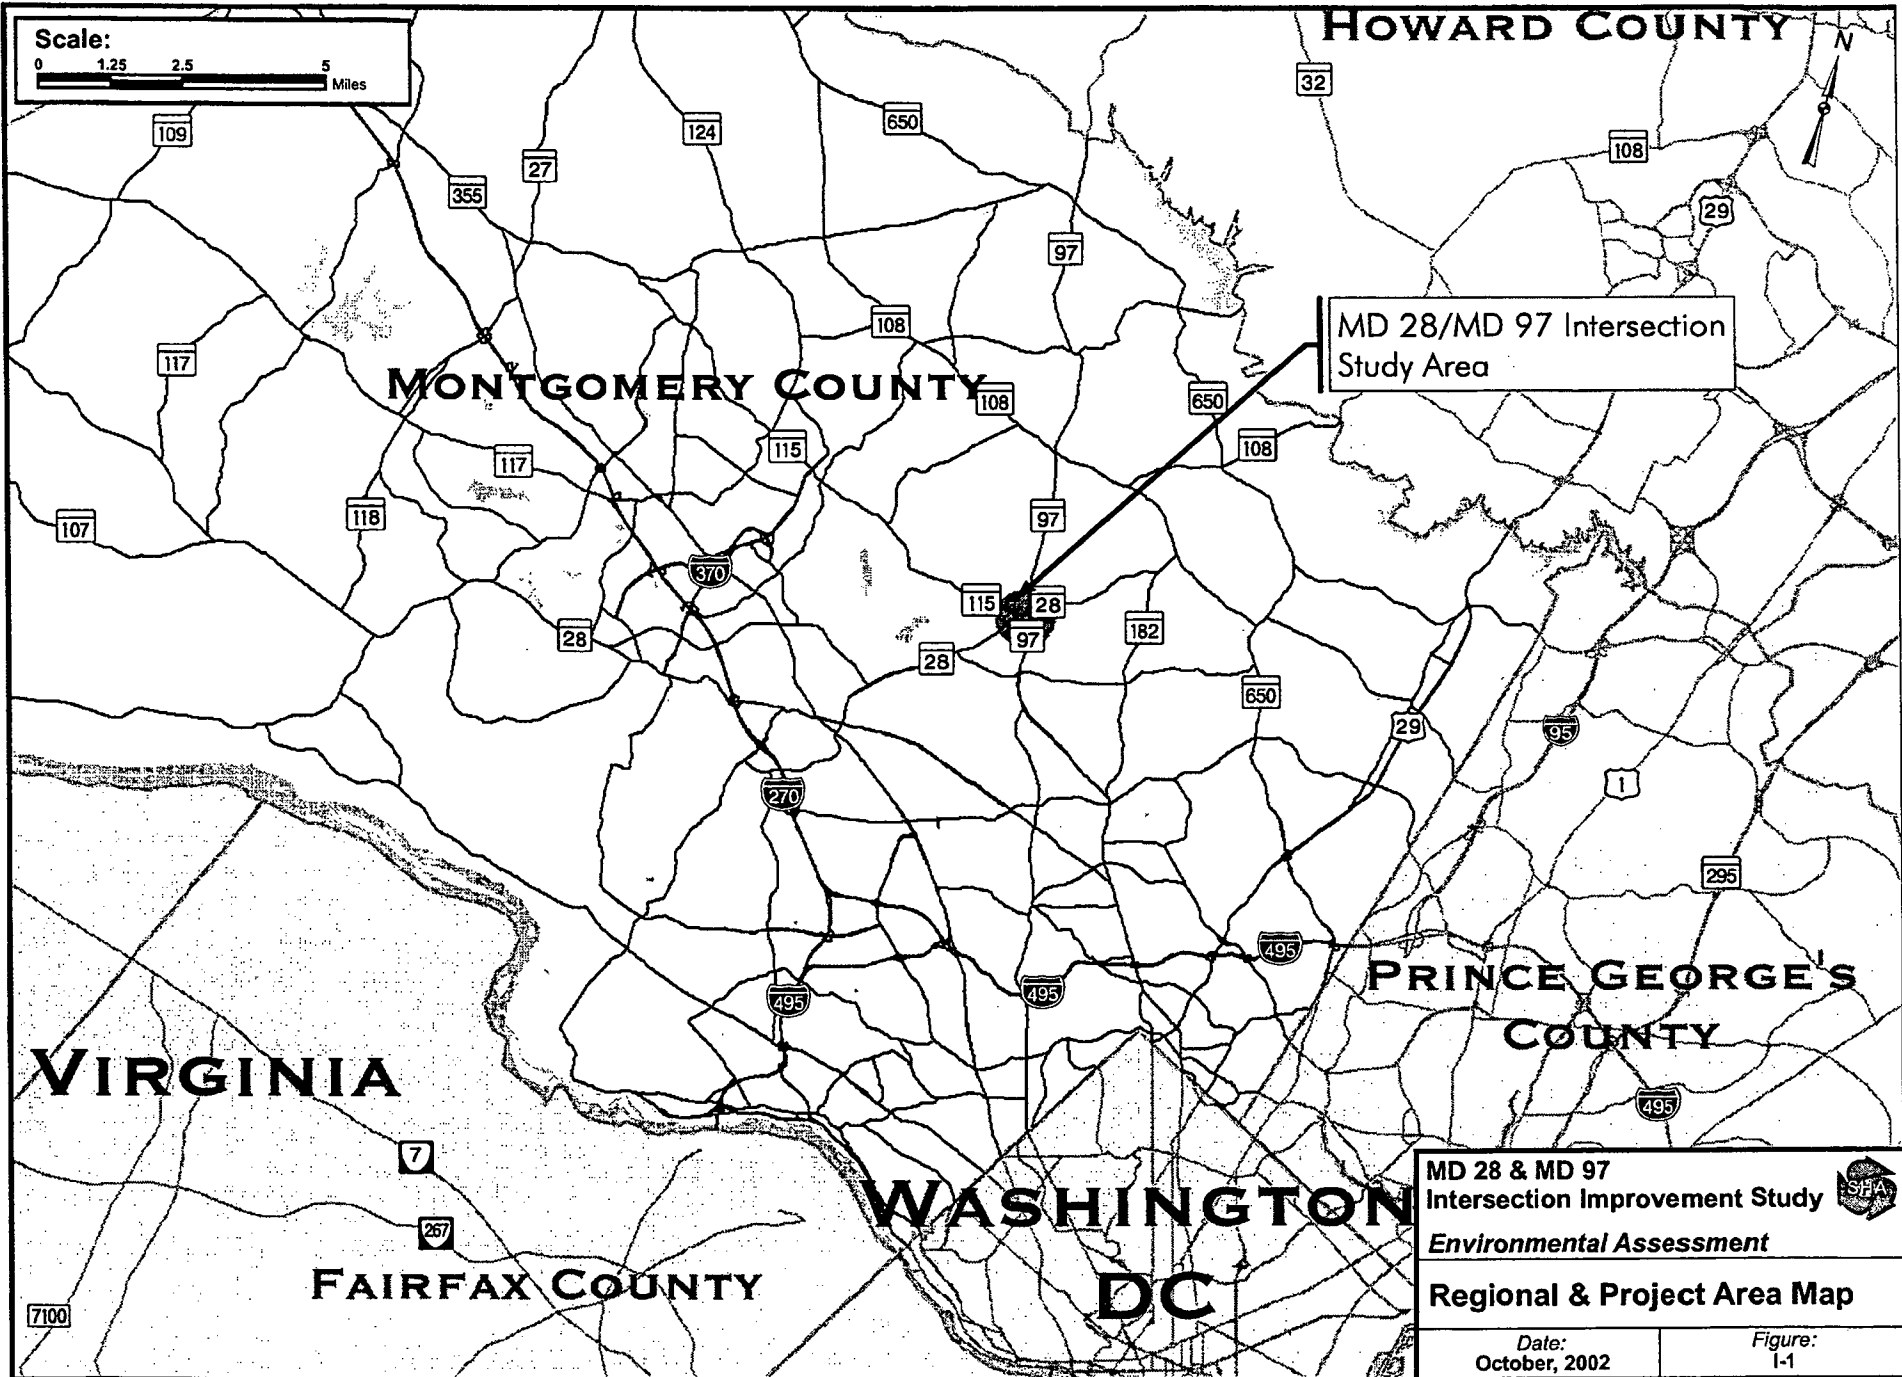 Scale:
0 1.25 2.5 5
Miles
HOWARD COUNTY
N
32
109
124
650
27
108
355
29
97
108
MD 28/MD 97 Intersection
Study Area
117
MONTGOMERY COUNTY
108
650
115
108
117
118
97
107
370
115
28
97
182
28
28
650
29
95
270
1
295
495
495
495
PRINCE GEORGE'S
COUNTY
VIRGINIA
495
7
WASHINGTON
DC
267
FAIRFAX COUNTY
7100
MD 28 & MD 97
Intersection Improvement Study
SHA
Environmental Assessment
Regional & Project Area Map
Date:
October, 2002
Figure:
I-1